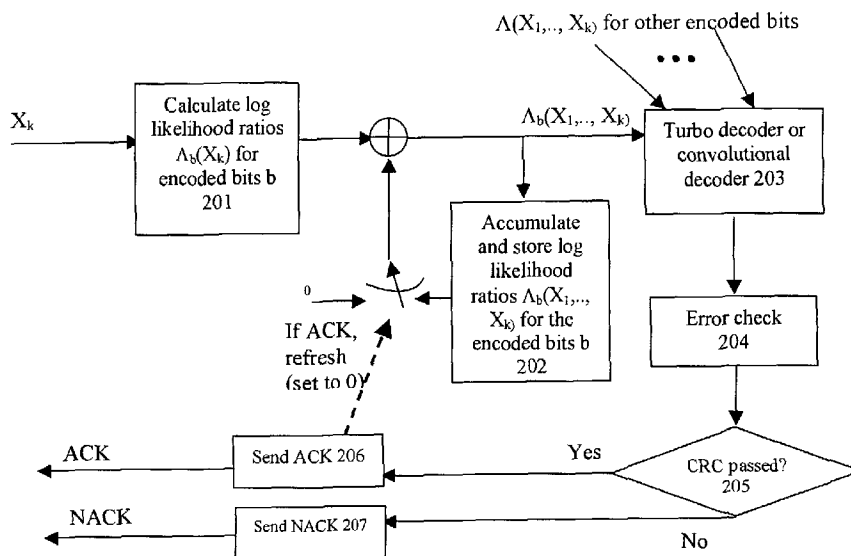 Λ(X1,.., Xk) for other encoded bits
•••
Xk
Calculate log
likelihood ratios
Λb(Xk) for
encoded bits b
201
Λb(X1,.., Xk)
Turbo decoder or
convolutional
decoder 203
Accumulate
and store log
likelihood
ratios Λb(X1,..,
Xk) for the
encoded bits b
202
0
If ACK,
refresh
(set to 0)
Error check
204
ACK
Send ACK 206
Yes
CRC passed?
205
NACK
Send NACK 207
No